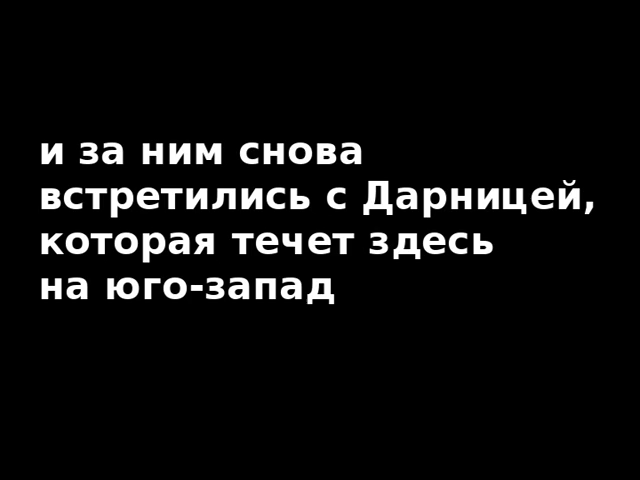 и за ним снова
встретились с Дарницей,
которая течет здесь
на юго-запад